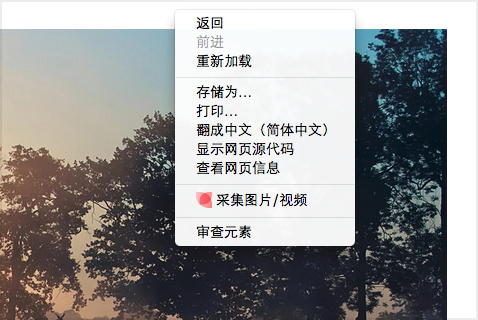 返回
前进
重新加载
存储为...
打印...
翻成中文（简体中文）
显示网页源代码
查看网页信息
采集图片/视频
审查元素